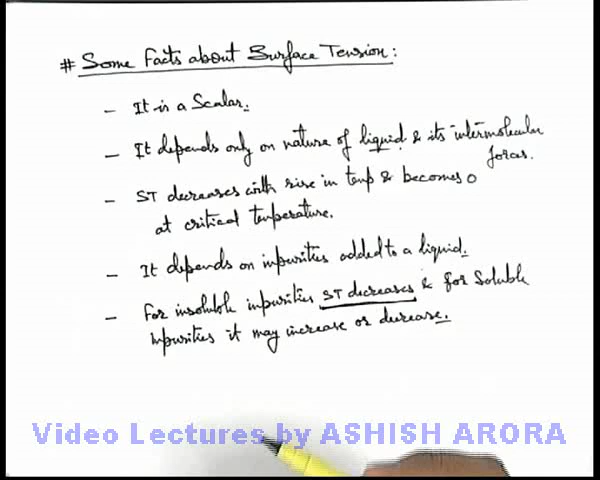 # Some Facts about Surface Tension:
- It is a Scalar.
- It depends only on nature of liquid & its intermolecular
forces.
- ST decreases with rise in temp & becomes 0
at critical temperature.
- It depends on impurities added to a liquid.
- For insoluble impurities ST decreases & for Soluble
Impurities it may increase or decrease.
Video Lectures by ASHISH ARORA